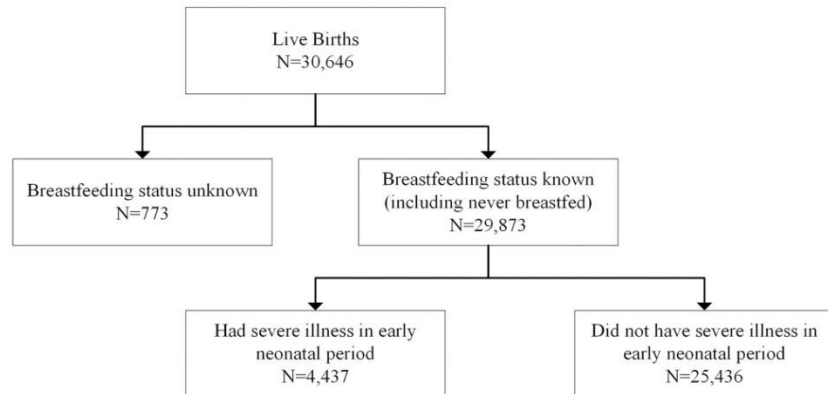 Live Births
N=30,646
Breastfeeding status unknown
N=773
Breastfeeding status known
(including never breastfed)
N=29,873
Had severe illness in early
neonatal period
N=4,437
Did not have severe illness in
early neonatal period
N=25,436